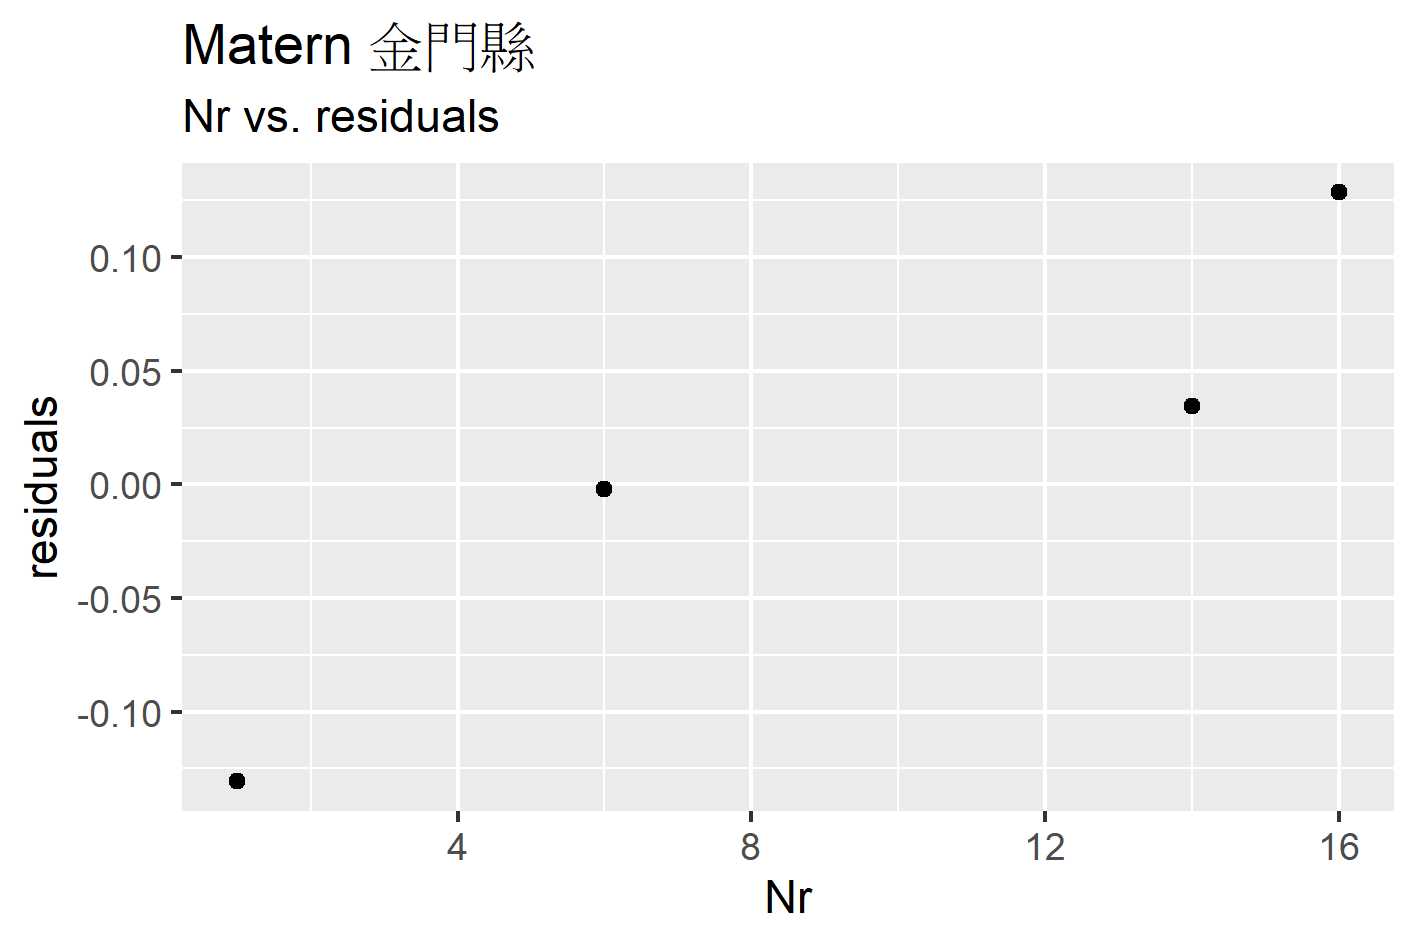 Matern 金門縣
Nr vs. residuals
0.10
0.05
0.00
-0.05
-0.10
residuals
4 8 12 16
Nr